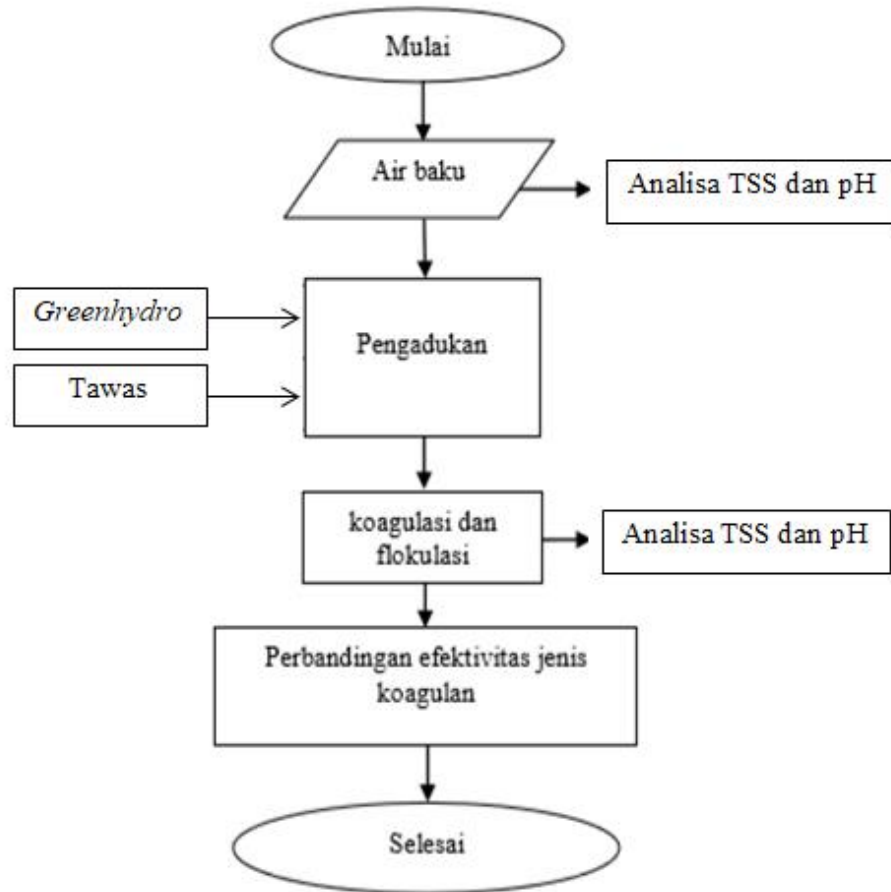 Mulai
Air baku
Analisa TSS dan pH
Greenhydro
Pengadukan
Tawas
koagulasi dan
flokulasi
Analisa TSS dan pH
Perbandingan efektivitas jenis
koagulan
Selesai